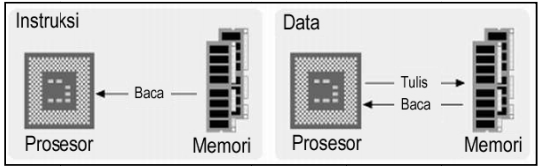 Instruksi
Baca
Prosesor
Memori
Data
Tulis
Baca
Prosesor
Memori